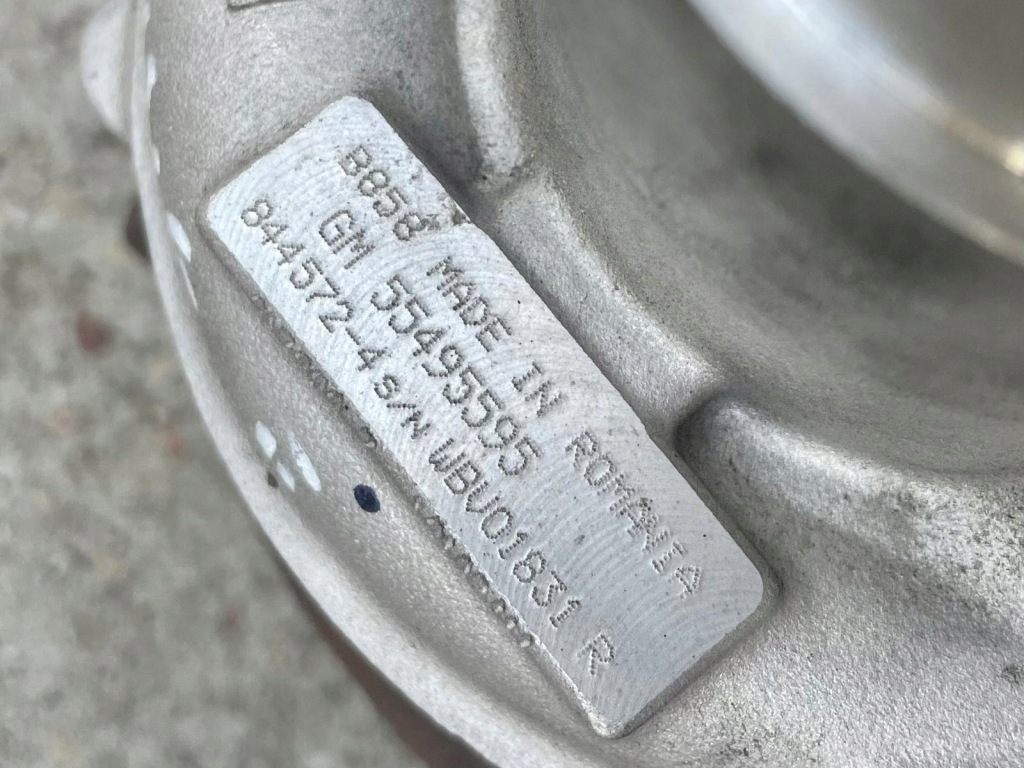 B858 MADE IN ROMANIA
GM 55495595
844572-4 S/N WBV01831 R